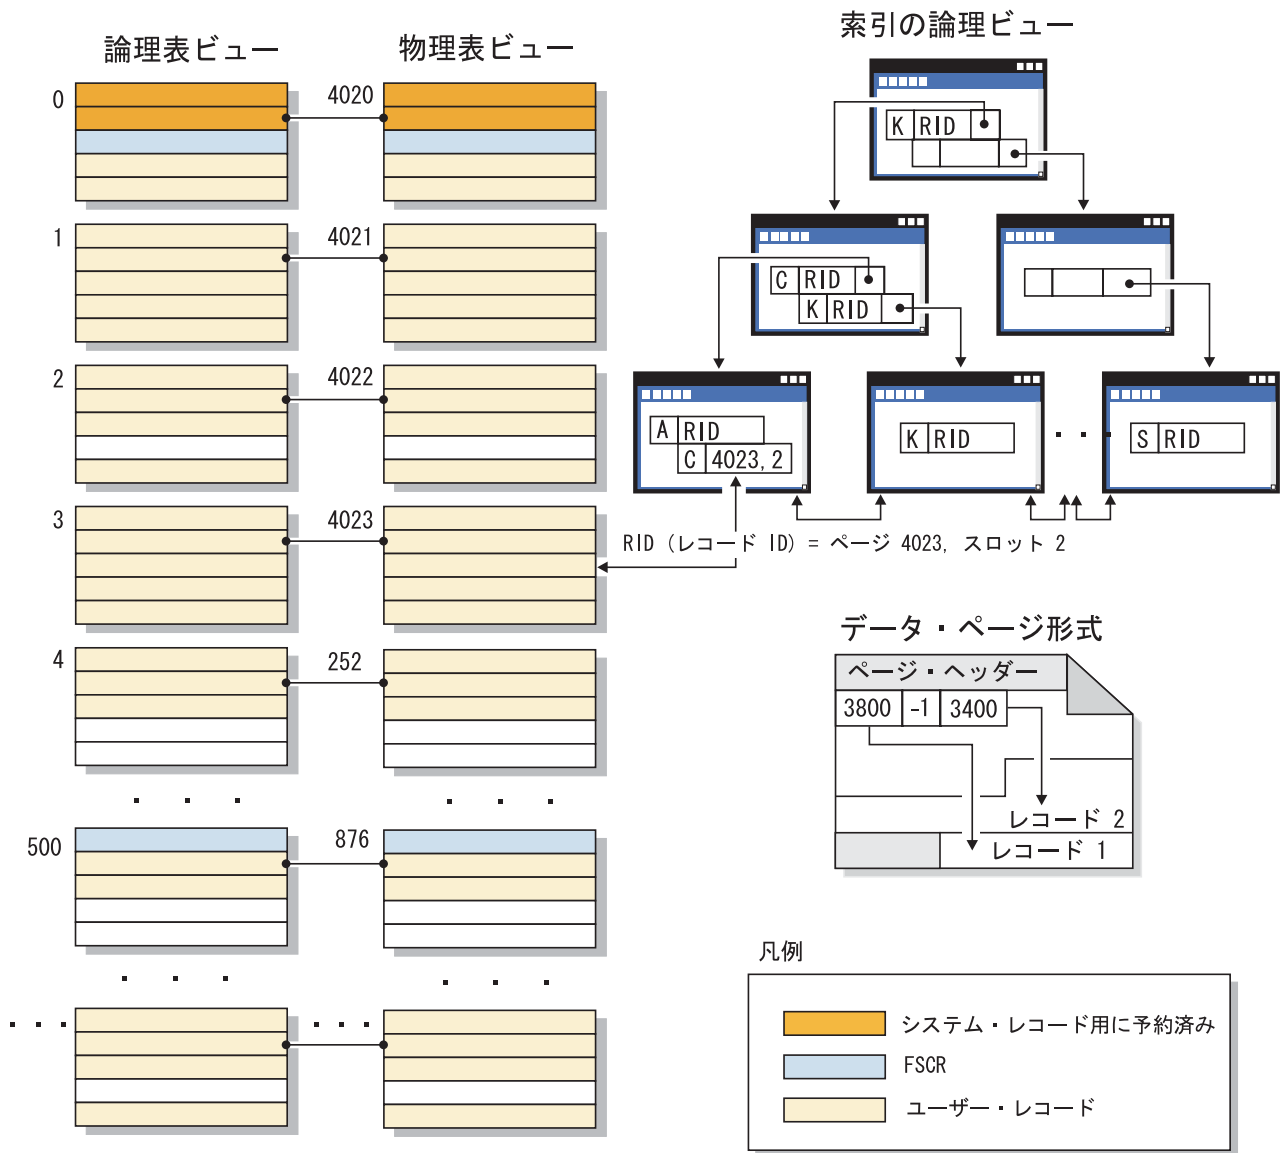 論理表ビュー
物理表ビュー
索引の論理ビュー
0
4020
1
4021
2
4022
3
4023
4
252
. . .
. . .
500
876
. . .
. . .
. . .
. . .
K RID
C RID
K RID
A RID
C 4023, 2
K RID
. . .
S RID
RID (レコード ID) = ページ 4023, スロット 2
データ・ページ形式
ページ・ヘッダー
3800 -1 3400
レコード 2
レコード 1
凡例
システム・レコード用に予約済み
FSCR
ユーザー・レコード